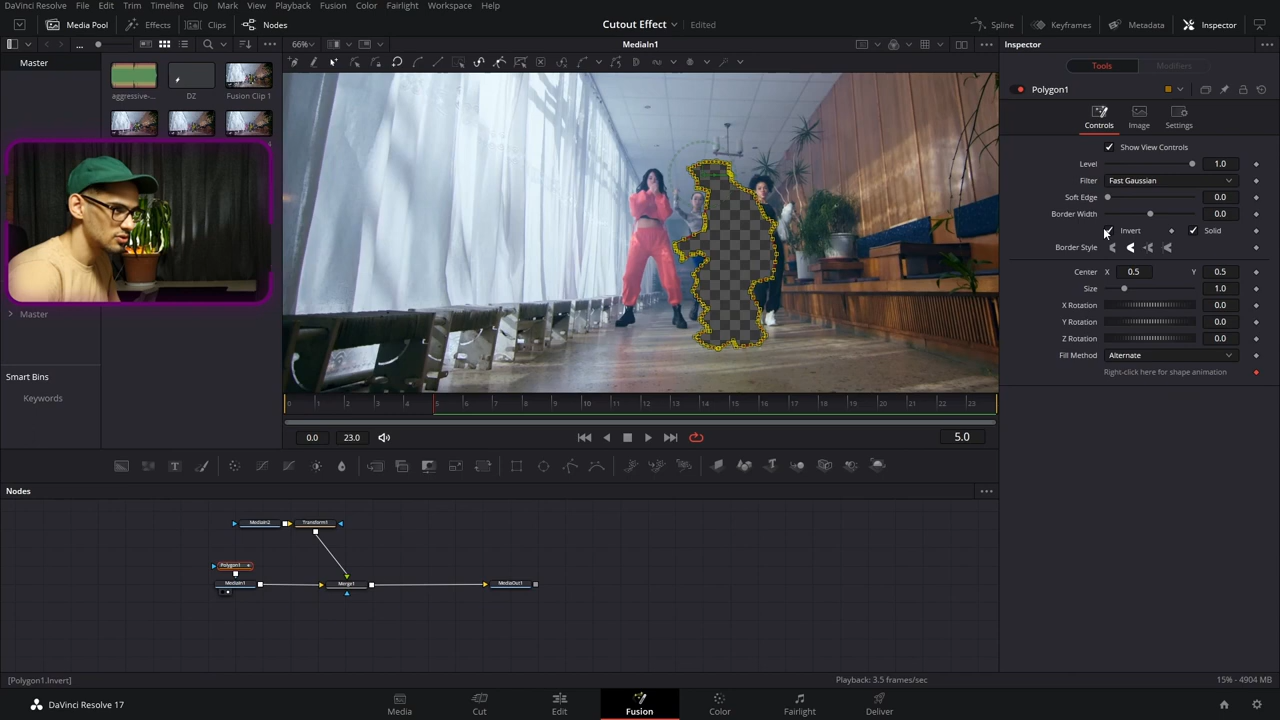 DaVinci Resolve File Edit Trim Timeline Clip Mark View Playback Fusion Color Fairlight Workspace Help
Media Pool Effects Clips Nodes Cutout Effect Edited Spline Keyframes Metadata Inspector
... 66% MediaIn1 Inspector
Master
Tools Modifiers
aggressive-... DZ Fusion Clip 1
Polygon1
Controls Image Settings
Show View Controls
Level 1.0
Filter Fast Gaussian
Soft Edge 0.0
Border Width 0.0
Invert Solid
Border Style
Center X 0.5 Y 0.5
Size 1.0
X Rotation 0.0
Y Rotation 0.0
Z Rotation 0.0
Fill Method Alternate
Right-click here for shape animation
Master
Smart Bins
Keywords
0 1 2 3 4 5 6 7 8 9 10 11 12 13 14 15 16 17 18 19 20 21 22 23
0.0 23.0 5.0
Nodes
MediaIn2 Transform1
Polygon1
MediaIn1 Merge1 MediaOut1
[Polygon1.Invert] Playback: 3.5 frames/sec 15% - 4904 MB
DaVinci Resolve 17 Media Cut Edit Fusion Color Fairlight Deliver